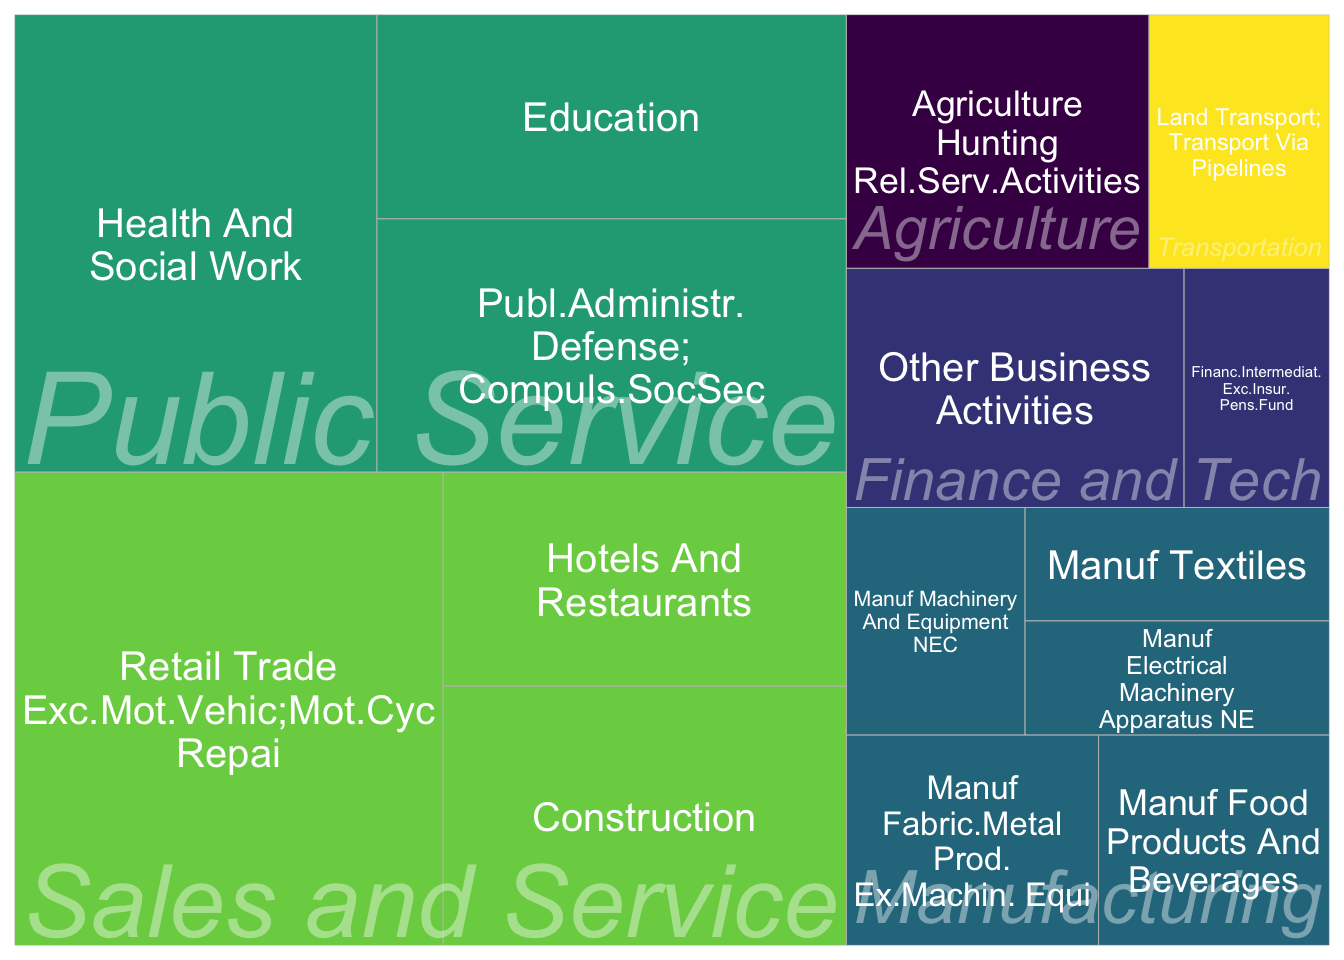 Health And
Social Work
Education
Publ.Administr.
Defense;
Compuls.SocSec
Public Service
Retail Trade
Exc.Mot.Vehic;Mot.Cyc
Repai
Hotels And
Restaurants
Construction
Sales and Service
Agriculture
Hunting
Rel.Serv.Activities
Agriculture
Land Transport;
Transport Via
Pipelines
Transportation
Other Business
Activities
Financ.Intermediat.
Exc.Insur.
Pens.Fund
Finance and Tech
Manuf Machinery
And Equipment
NEC
Manuf Textiles
Manuf
Electrical
Machinery
Apparatus NE
Manuf
Fabric.Metal
Prod.
Ex.Machin. Equi
Manuf Food
Products And
Beverages
Manufacturing